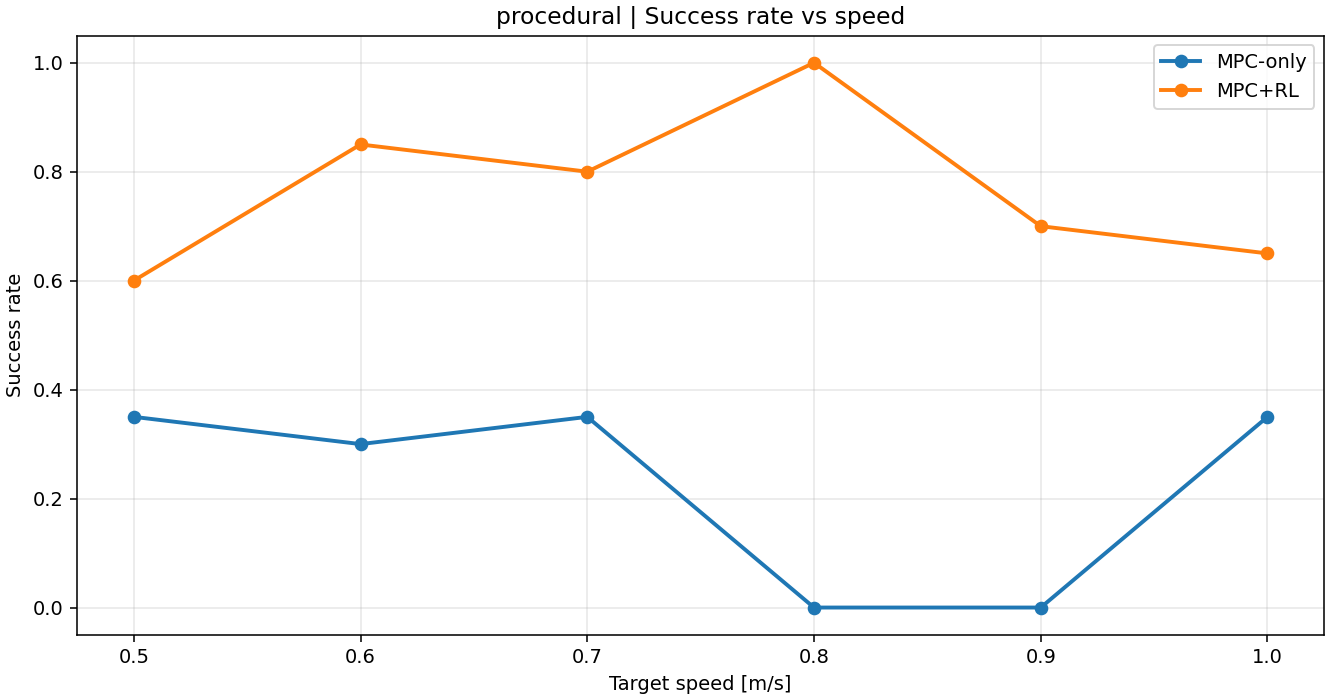 procedural | Success rate vs speed
MPC-only
MPC+RL
Success rate
1.0
0.8
0.6
0.4
0.2
0.0
0.5 0.6 0.7 0.8 0.9 1.0
Target speed [m/s]